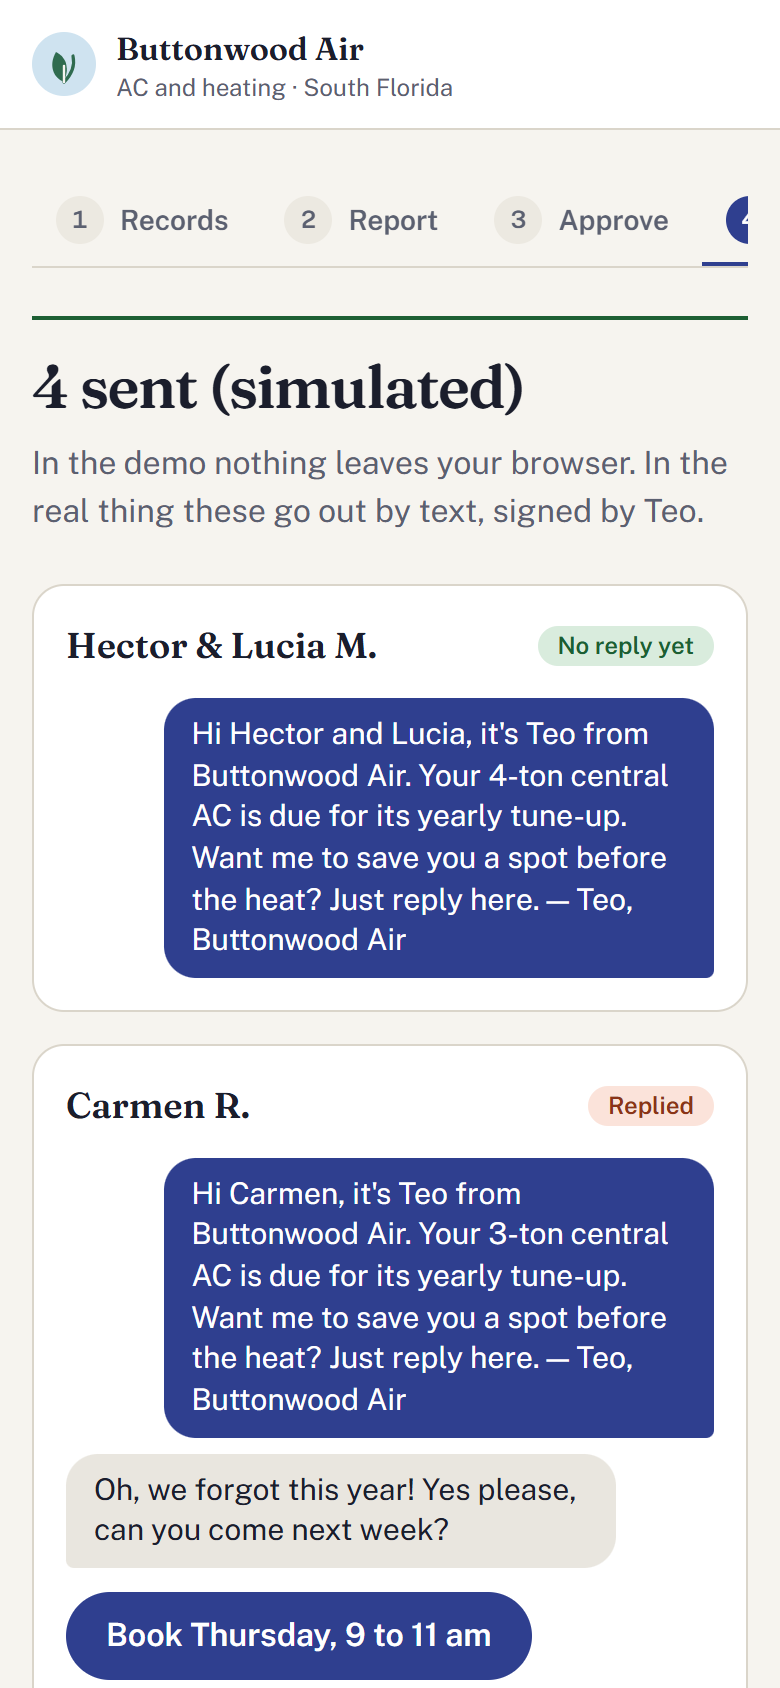 Buttonwood Air
AC and heating · South Florida
1 Records
2 Report
3 Approve
4
4 sent (simulated)
In the demo nothing leaves your browser. In the
real thing these go out by text, signed by Teo.
Hector & Lucia M.
No reply yet
Hi Hector and Lucia, it's Teo from
Buttonwood Air. Your 4-ton central
AC is due for its yearly tune-up.
Want me to save you a spot before
the heat? Just reply here. — Teo,
Buttonwood Air
Carmen R.
Replied
Hi Carmen, it's Teo from
Buttonwood Air. Your 3-ton central
AC is due for its yearly tune-up.
Want me to save you a spot before
the heat? Just reply here. — Teo,
Buttonwood Air
Oh, we forgot this year! Yes please,
can you come next week?
Book Thursday, 9 to 11 am